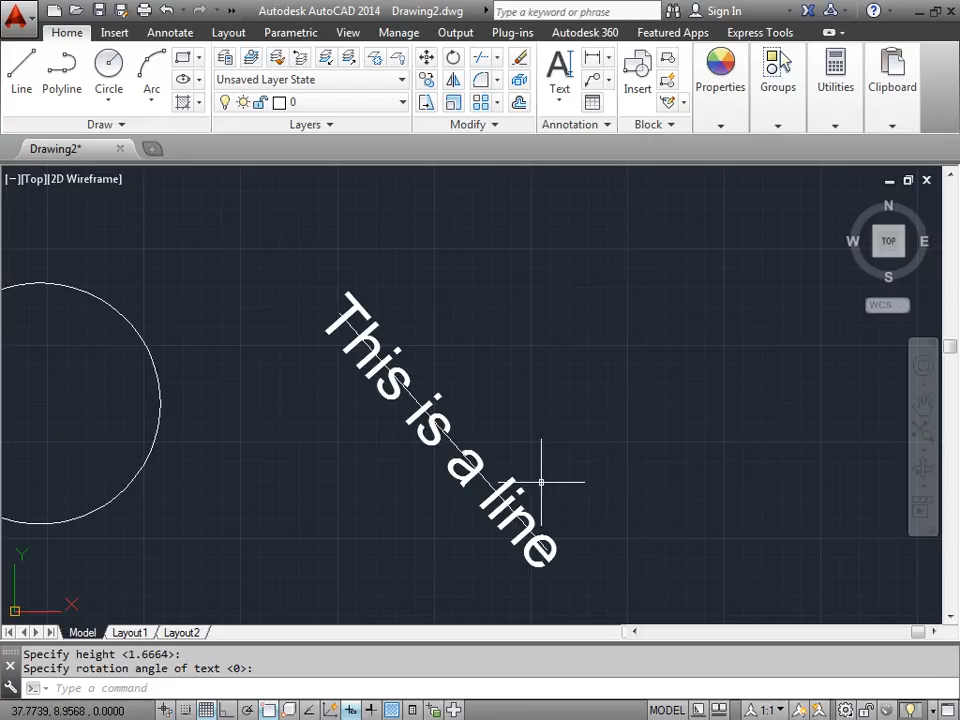 Autodesk AutoCAD 2014 Drawing2.dwg Type a keyword or phrase Sign In
Home Insert Annotate Layout Parametric View Manage Output Plug-ins Autodesk 360 Featured Apps Express Tools
Line Polyline Circle Arc Unsaved Layer State 0 Text Insert Properties Groups Utilities Clipboard
Draw Layers Modify Annotation Block
Drawing2*
[−][Top][2D Wireframe]
N
W TOP E
S
WCS
This is a line
Y
X
Model Layout1 Layout2
Specify height <1.6664>:
Specify rotation angle of text <0>:
Type a command
37.7739, 8.9568 , 0.0000 MODEL 1:1